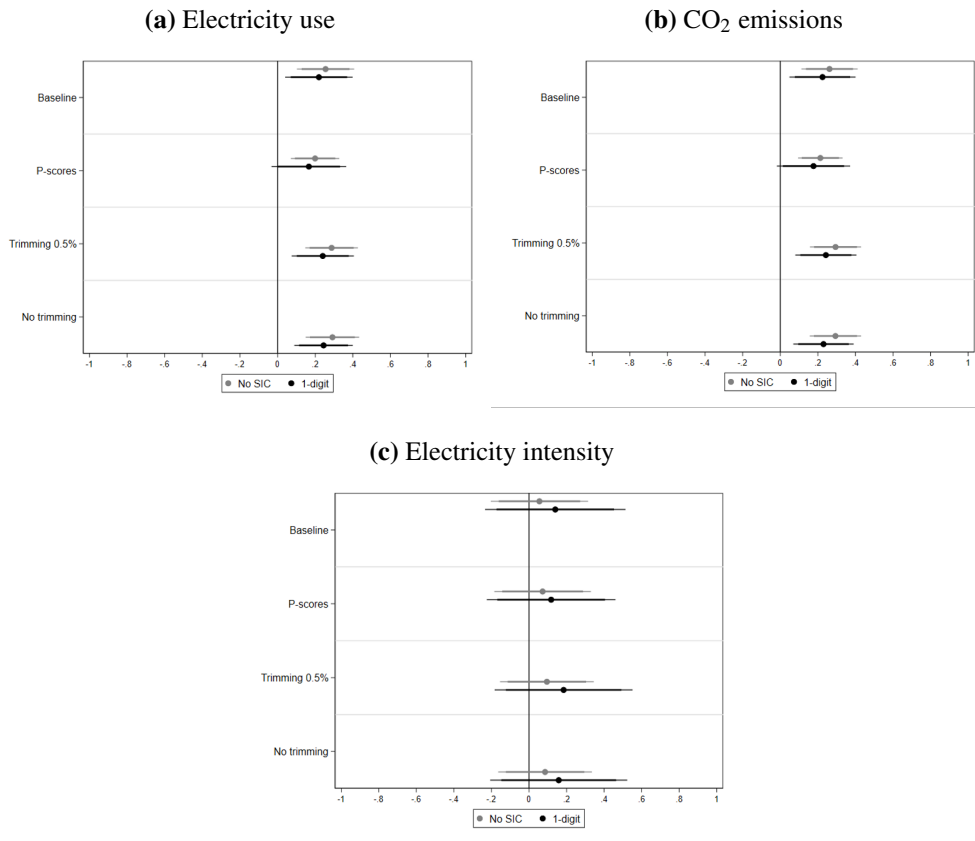 (a) Electricity use
Baseline
P-scores
Trimming 0.5%
No trimming
-1 -.8 -.6 -.4 -.2 0 .2 .4 .6 .8 1
No SIC 1-digit
(b) CO₂ emissions
Baseline
P-scores
Trimming 0.5%
No trimming
-1 -.8 -.6 -.4 -.2 0 .2 .4 .6 .8 1
No SIC 1-digit
(c) Electricity intensity
Baseline
P-scores
Trimming 0.5%
No trimming
-1 -.8 -.6 -.4 -.2 0 .2 .4 .6 .8 1
No SIC 1-digit